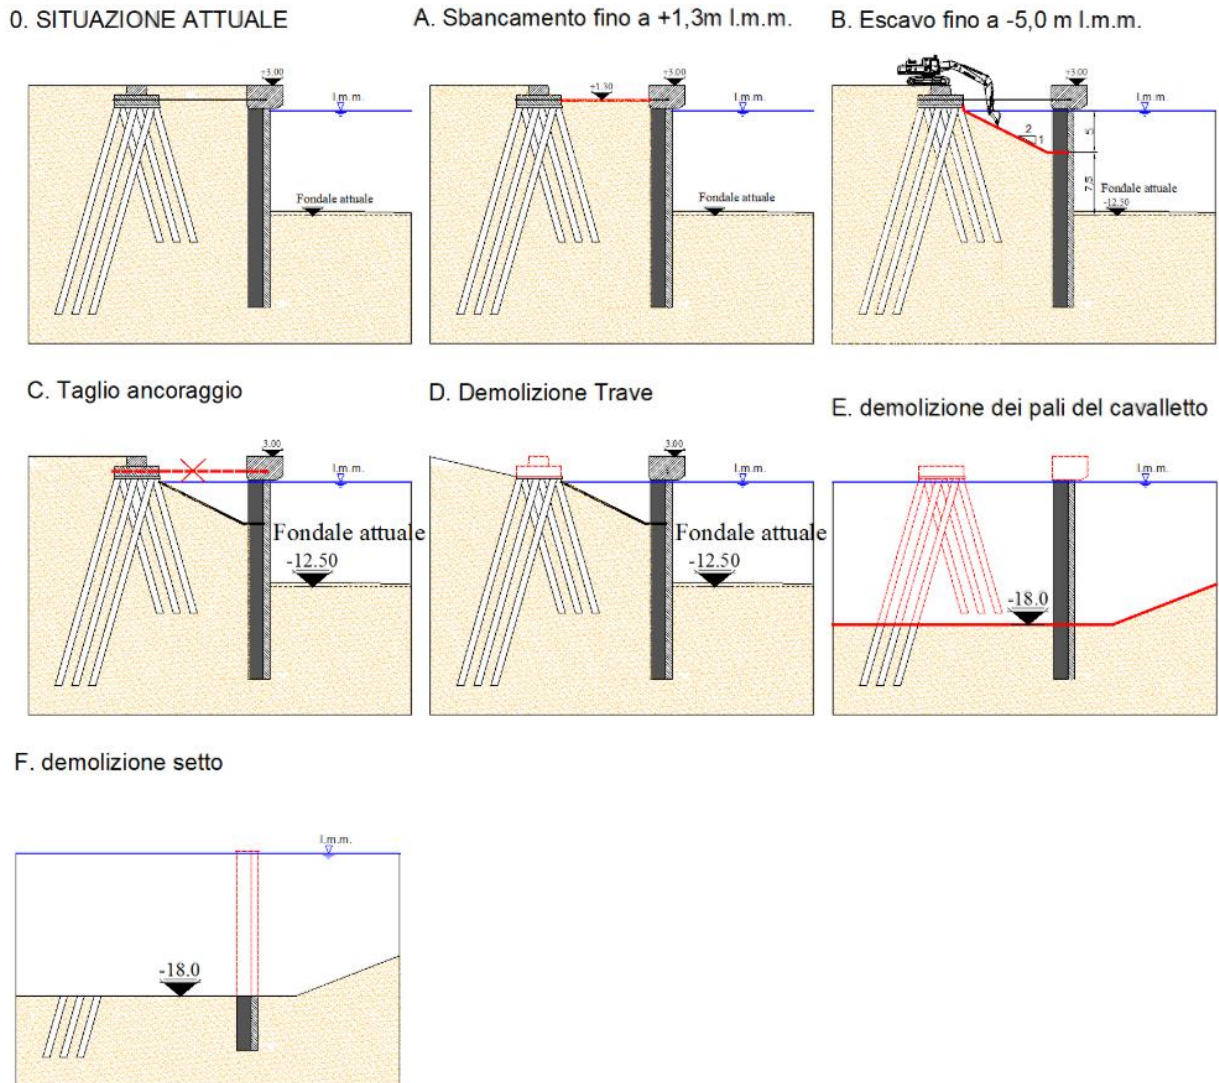 0. SITUAZIONE ATTUALE
+3.00
l.m.m.
Fondale attuale
A. Sbancamento fino a +1,3m l.m.m.
+3.00
+1.30
l.m.m.
Fondale attuale
B. Escavo fino a -5,0 m l.m.m.
+3.00
l.m.m.
2
1
5
7,5
Fondale attuale
-12.50
C. Taglio ancoraggio
3.00
l.m.m.
Fondale attuale
-12.50
D. Demolizione Trave
3.00
l.m.m.
Fondale attuale
-12.50
E. demolizione dei pali del cavalletto
l.m.m.
-18.0
F. demolizione setto
l.m.m.
-18.0